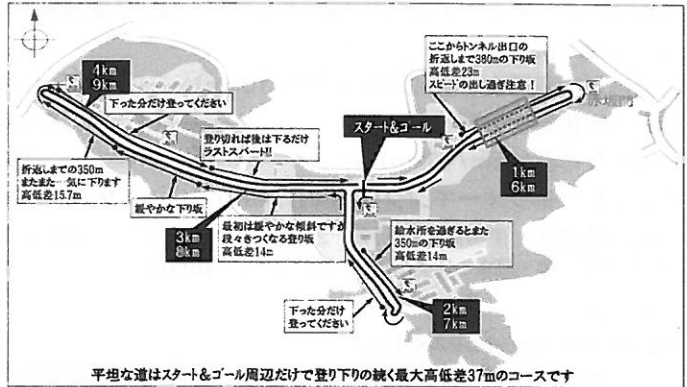 4km
9km
下った分だけ登ってください
ここからトンネル出口の
折返しまで380mの下り坂
高低差23m
スピードの出し過ぎ注意!
登り切れば後は下るだけ
ラストスパート!!
スタート&ゴール
1km
6km
折返しまでの350m
またまた一気に下ります
高低差15.7m
緩やかな下り坂
3km
8km
最初は緩やかな傾斜ですが
段々きつくなる登り坂
高低差14m
給水所を過ぎるとまた
350mの下り坂
高低差14m
下った分だけ
登ってください
2km
7km
平坦な道はスタート&ゴール周辺だけで登り下りの続く最大高低差37mのコースです